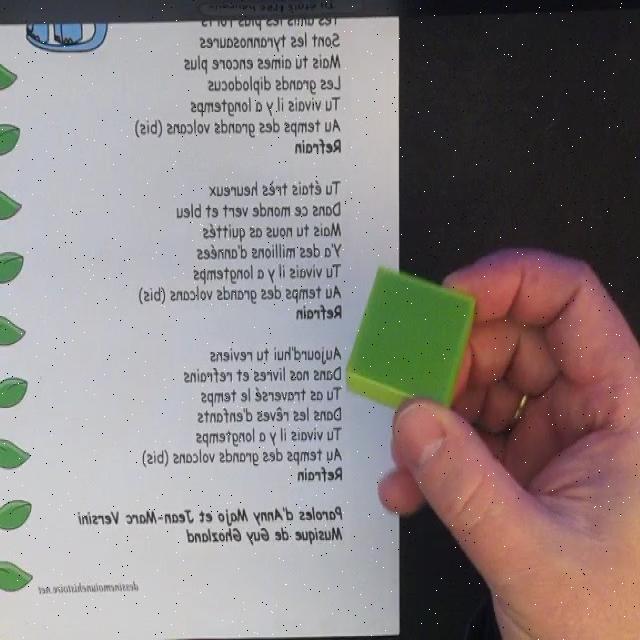 Tes amis les plus forts
Sont les tyrannosaures
Mais tu aimes encore plus
Les grands diplodocus
Tu vivais il y a longtemps
Au temps des grands volcans (bis)
Refrain
Tu étais très heureux
Dans ce monde vert et bleu
Mais tu nous as quittés
Y'a des millions d'années
Tu vivais il y a longtemps
Au temps des grands volcans (bis)
Refrain
Aujourd'hui tu reviens
Dans nos livres et refrains
Tu as traversé le temps
Dans les rêves d'enfants
Tu vivais il y a longtemps
Au temps des grands volcans (bis)
Refrain
Paroles d'Anny Majo et Jean-Marc Versini
Musique de Guy Ghozland
dessinemoiunehistoire.net